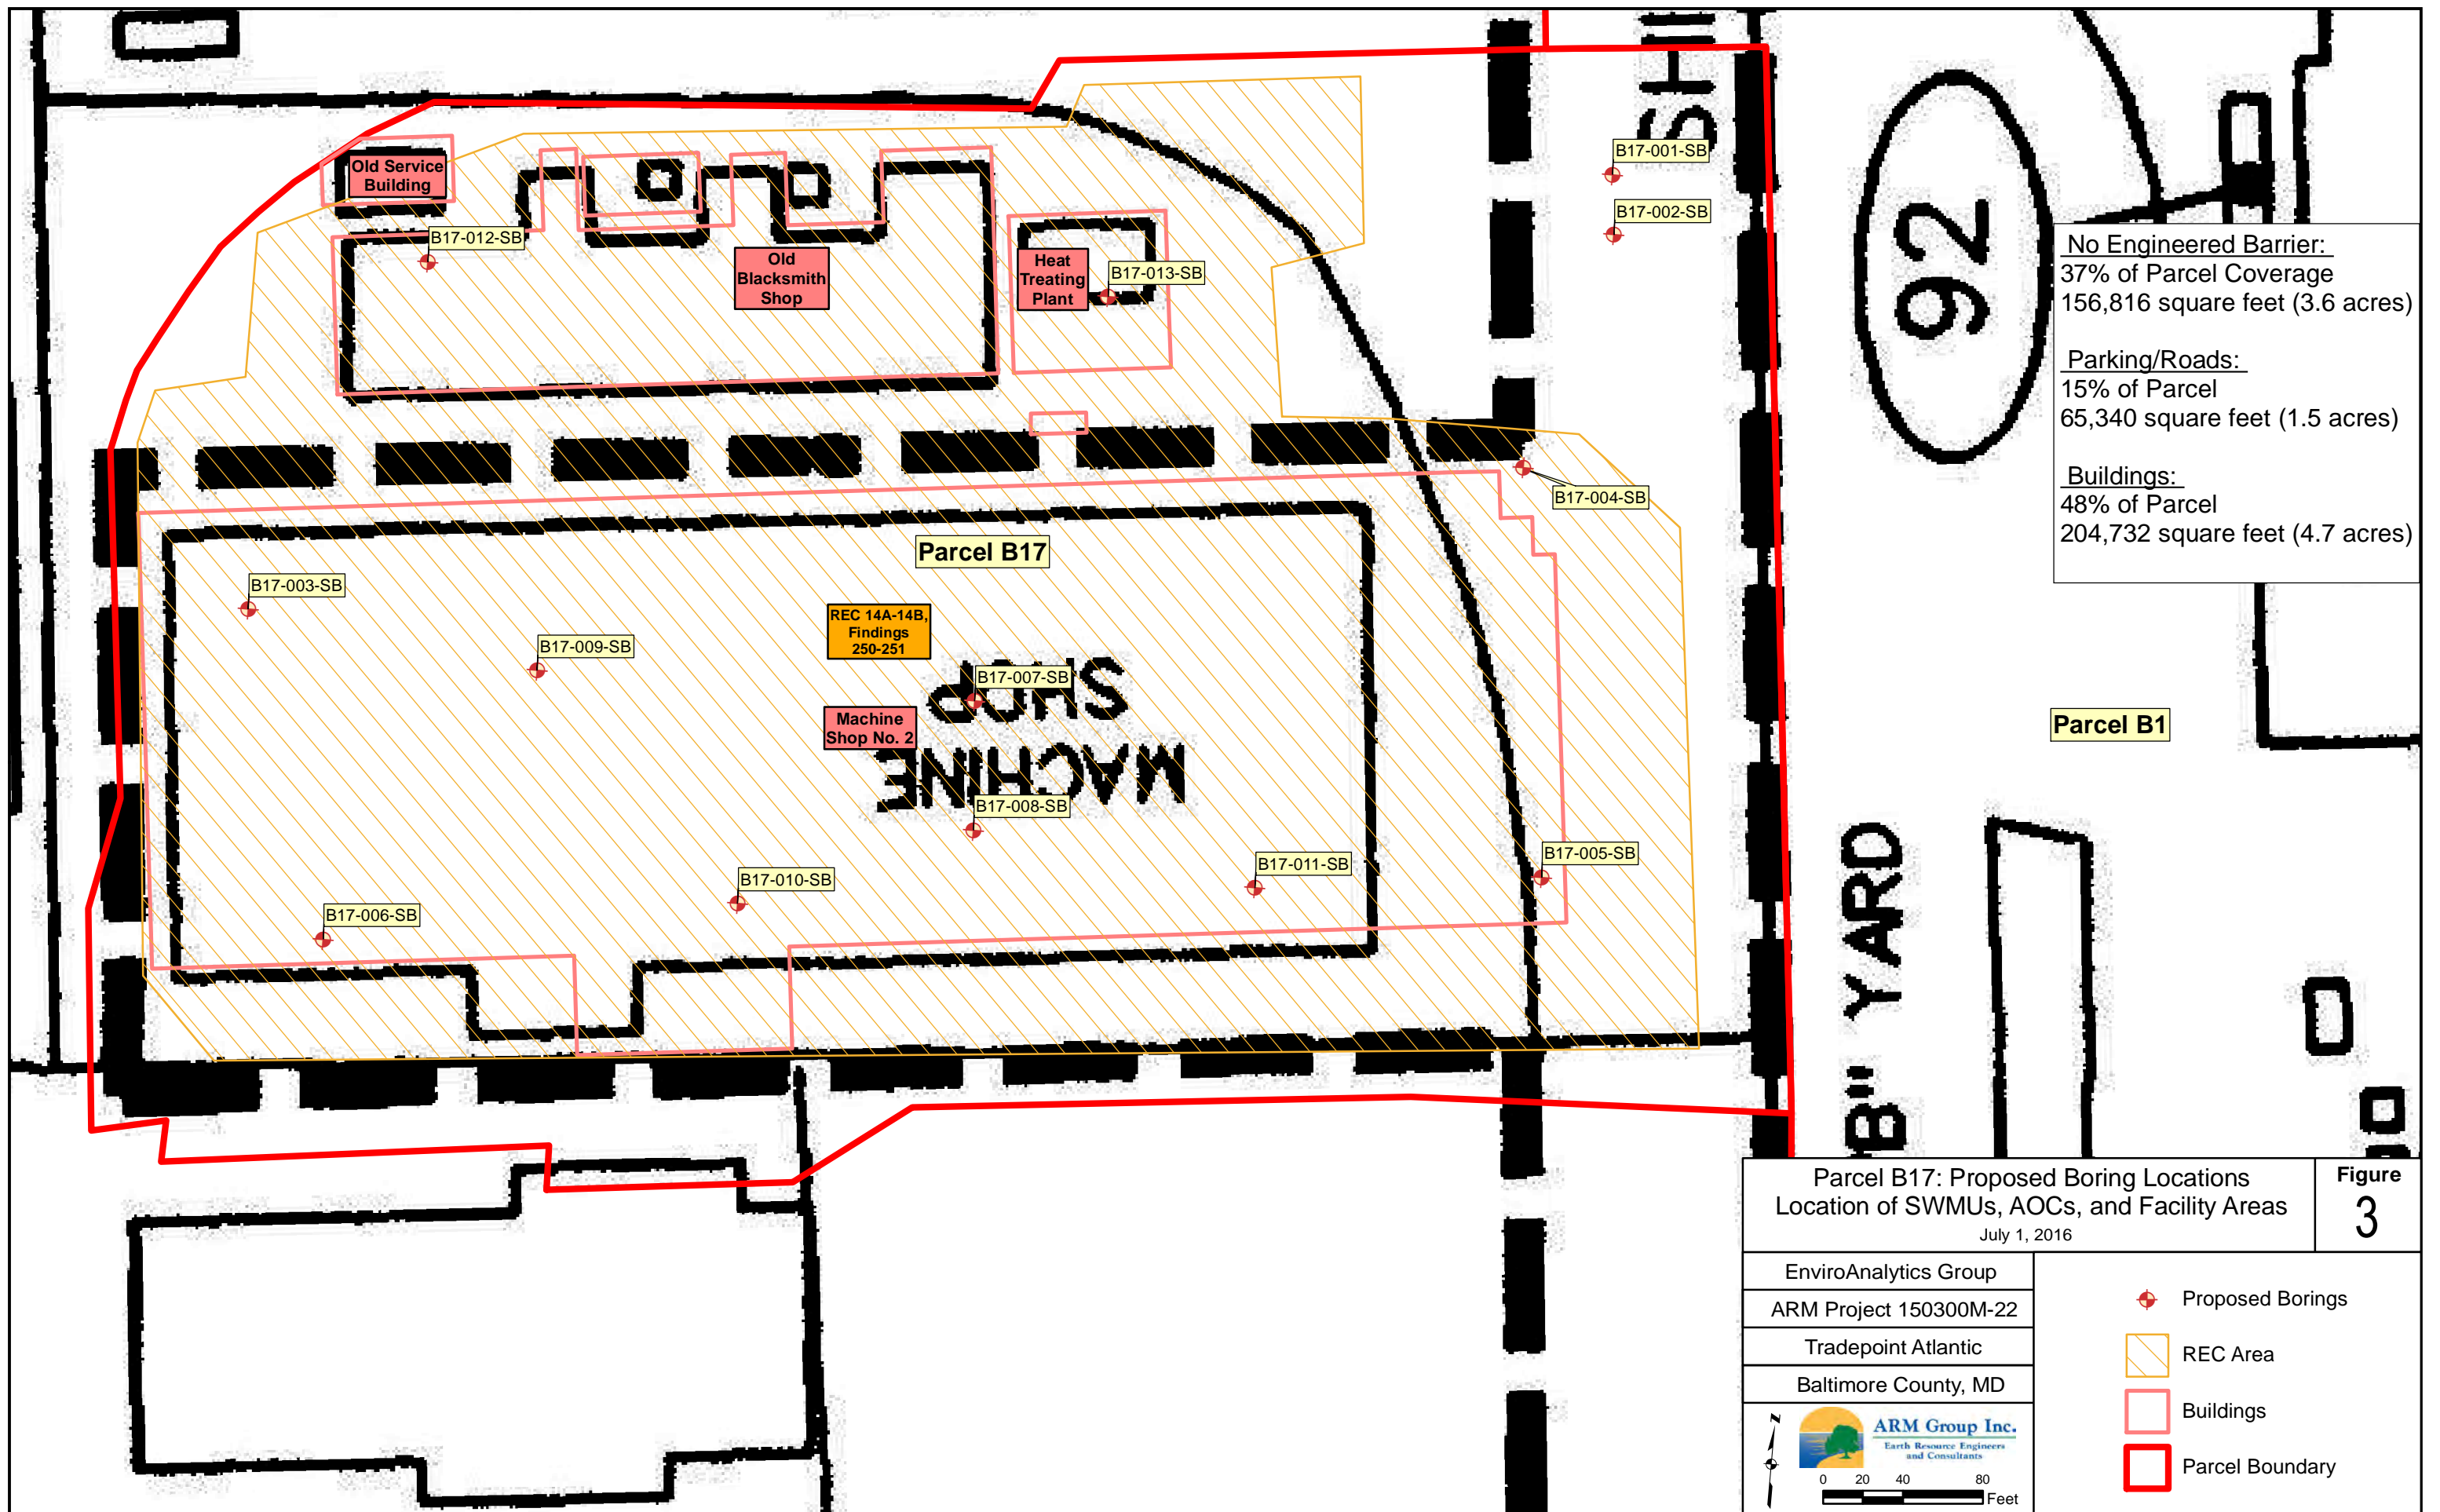 SHI
B17-001-SB
B17-002-SB
92
Old Service
Building
B17-012-SB
Old
Blacksmith
Shop
Heat
Treating
Plant
B17-013-SB
No Engineered Barrier:
37% of Parcel Coverage
156,816 square feet (3.6 acres)
Parking/Roads:
15% of Parcel
65,340 square feet (1.5 acres)
Buildings:
48% of Parcel
204,732 square feet (4.7 acres)
B17-004-SB
Parcel B17
B17-003-SB
REC 14A-14B,
Findings
250-251
B17-009-SB
B17-007-SB
MACHINE
SHOP
Machine
Shop No. 2
Parcel B1
B17-008-SB
B17-011-SB
B17-005-SB
B17-010-SB
B17-006-SB
B" YARD
Parcel B17: Proposed Boring Locations
Location of SWMUs, AOCs, and Facility Areas
July 1, 2016
Figure
3
EnviroAnalytics Group
ARM Project 150300M-22
Tradepoint Atlantic
Baltimore County, MD
N
ARM Group Inc.
Earth Resource Engineers
and Consultants
0 20 40 80
Feet
Proposed Borings
REC Area
Buildings
Parcel Boundary